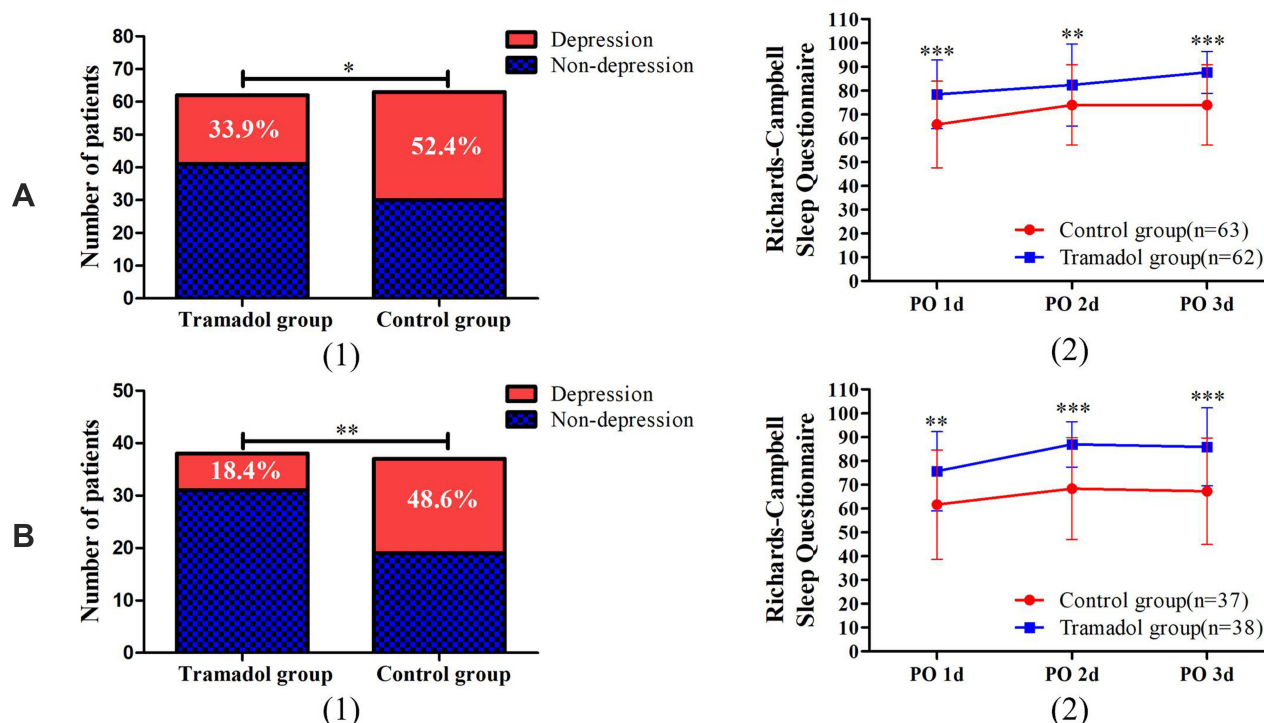 A
Number of patients
80
70
60
50
40
30
20
10
0
Depression
Non-depression
*
33.9%
52.4%
Tramadol group
Control group
(1)
Richards-Campbell
Sleep Questionnaire
110
100
90
80
70
60
50
40
30
20
10
0
***
**
***
Control group(n=63)
Tramadol group(n=62)
PO 1d
PO 2d
PO 3d
(2)
B
Number of patients
50
40
30
20
10
0
Depression
Non-depression
**
18.4%
48.6%
Tramadol group
Control group
(1)
Richards-Campbell
Sleep Questionnaire
110
100
90
80
70
60
50
40
30
20
10
0
**
***
***
Control group(n=37)
Tramadol group(n=38)
PO 1d
PO 2d
PO 3d
(2)